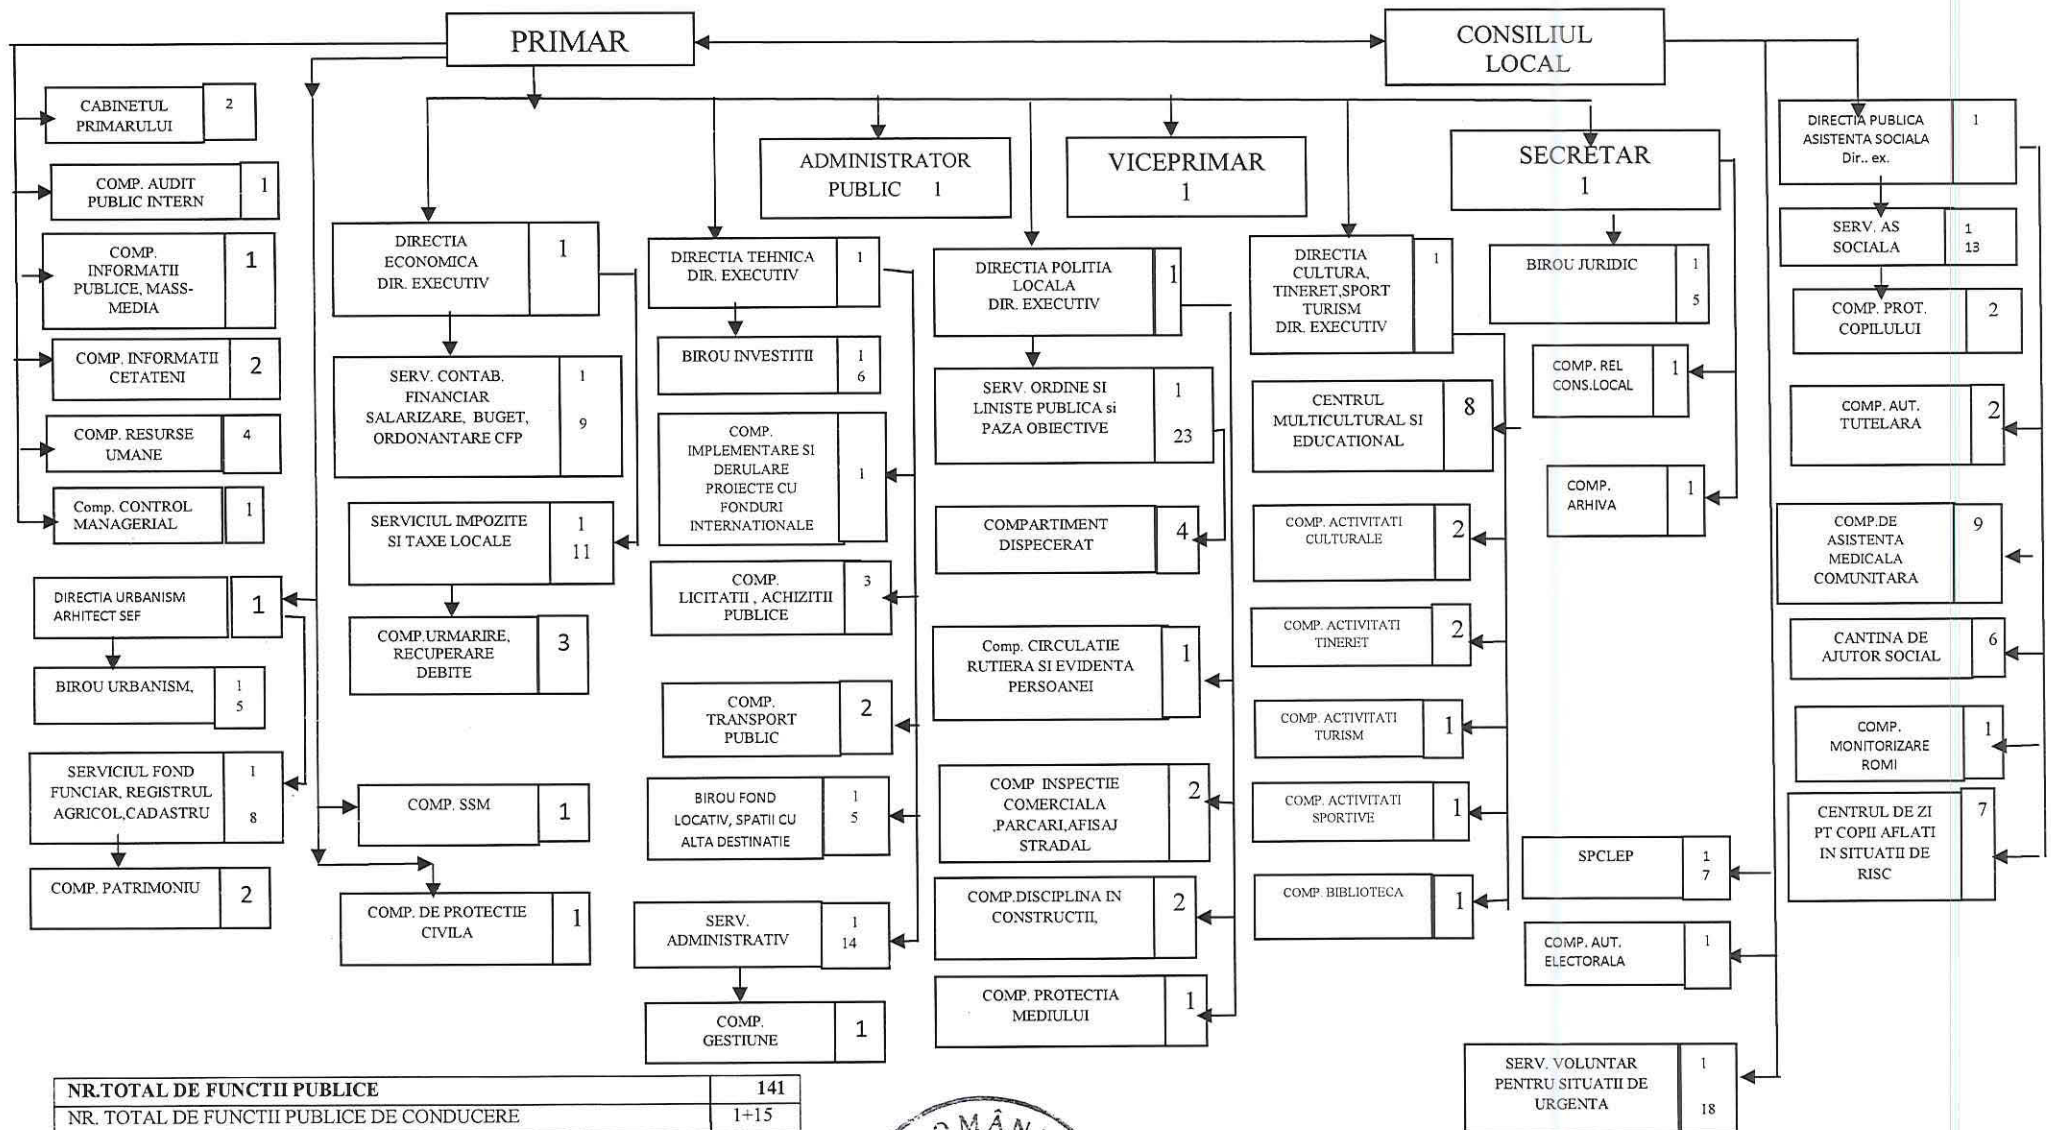 PRIMAR
CONSILIUL
LOCAL
CABINETUL
PRIMARULUI
2
COMP. AUDIT
PUBLIC INTERN
1
COMP.
INFORMATII
PUBLICE, MASS-
MEDIA
1
COMP. INFORMATII
CETATENI
2
COMP. RESURSE
UMANE
4
Comp. CONTROL
MANAGERIAL
1
DIRECTIA URBANISM
ARHITECT SEF
1
BIROU URBANISM,
1
5
SERVICIUL FOND
FUNCIAR, REGISTRUL
AGRICOL,CADASTRU
1
8
COMP. PATRIMONIU
2
ADMINISTRATOR
PUBLIC 1
VICEPRIMAR
1
SECRETAR
1
DIRECTIA
ECONOMICA
DIR. EXECUTIV
1
SERV. CONTAB.
FINANCIAR
SALARIZARE, BUGET,
ORDONANTARE CFP
1
9
SERVICIUL IMPOZITE
SI TAXE LOCALE
1
11
COMP.URMARIRE,
RECUPERARE
DEBITE
3
COMP. SSM
1
COMP. DE PROTECTIE
CIVILA
1
DIRECTIA TEHNICA
DIR. EXECUTIV
1
BIROU INVESTITII
1
6
COMP.
IMPLEMENTARE SI
DERULARE
PROIECTE CU
FONDURI
INTERNATIONALE
1
COMP.
LICITATII , ACHIZITII
PUBLICE
3
COMP.
TRANSPORT
PUBLIC
2
BIROU FOND
LOCATIV, SPATII CU
ALTA DESTINATIE
1
5
SERV.
ADMINISTRATIV
1
14
COMP.
GESTIUNE
1
DIRECTIA POLITIA
LOCALA
DIR. EXECUTIV
1
SERV. ORDINE SI
LINISTE PUBLICA si
PAZA OBIECTIVE
1
23
COMPARTIMENT
DISPECERAT
4
Comp. CIRCULATIE
RUTIERA SI EVIDENTA
PERSOANEI
1
COMP INSPECTIE
COMERCIALA
,PARCARI,AFISAJ
STRADAL
2
COMP.DISCIPLINA IN
CONSTRUCTII,
2
COMP. PROTECTIA
MEDIULUI
1
DIRECTIA
CULTURA,
TINERET,SPORT
TURISM
DIR. EXECUTIV
1
CENTRUL
MULTICULTURAL SI
EDUCATIONAL
8
COMP. ACTIVITATI
CULTURALE
2
COMP. ACTIVITATI
TINERET
2
COMP. ACTIVITATI
TURISM
1
COMP. ACTIVITATI
SPORTIVE
1
COMP. BIBLIOTECA
1
BIROU JURIDIC
1
5
COMP. REL
CONS.LOCAL
1
COMP.
ARHIVA
1
SPCLEP
1
7
COMP. AUT.
ELECTORALA
1
SERV. VOLUNTAR
PENTRU SITUATII DE
URGENTA
1
18
DIRECTIA PUBLICA
ASISTENTA SOCIALA
Dir.. ex.
1
SERV. AS
SOCIALA
1
13
COMP. PROT.
COPILULUI
2
COMP. AUT.
TUTELARA
2
COMP.DE
ASISTENTA
MEDICALA
COMUNITARA
9
CANTINA DE
AJUTOR SOCIAL
6
COMP.
MONITORIZARE
ROMI
1
CENTRUL DE ZI
PT COPII AFLATI
IN SITUATII DE
RISC
7
NR.TOTAL DE FUNCTII PUBLICE 141
NR. TOTAL DE FUNCTII PUBLICE DE CONDUCERE 1+15